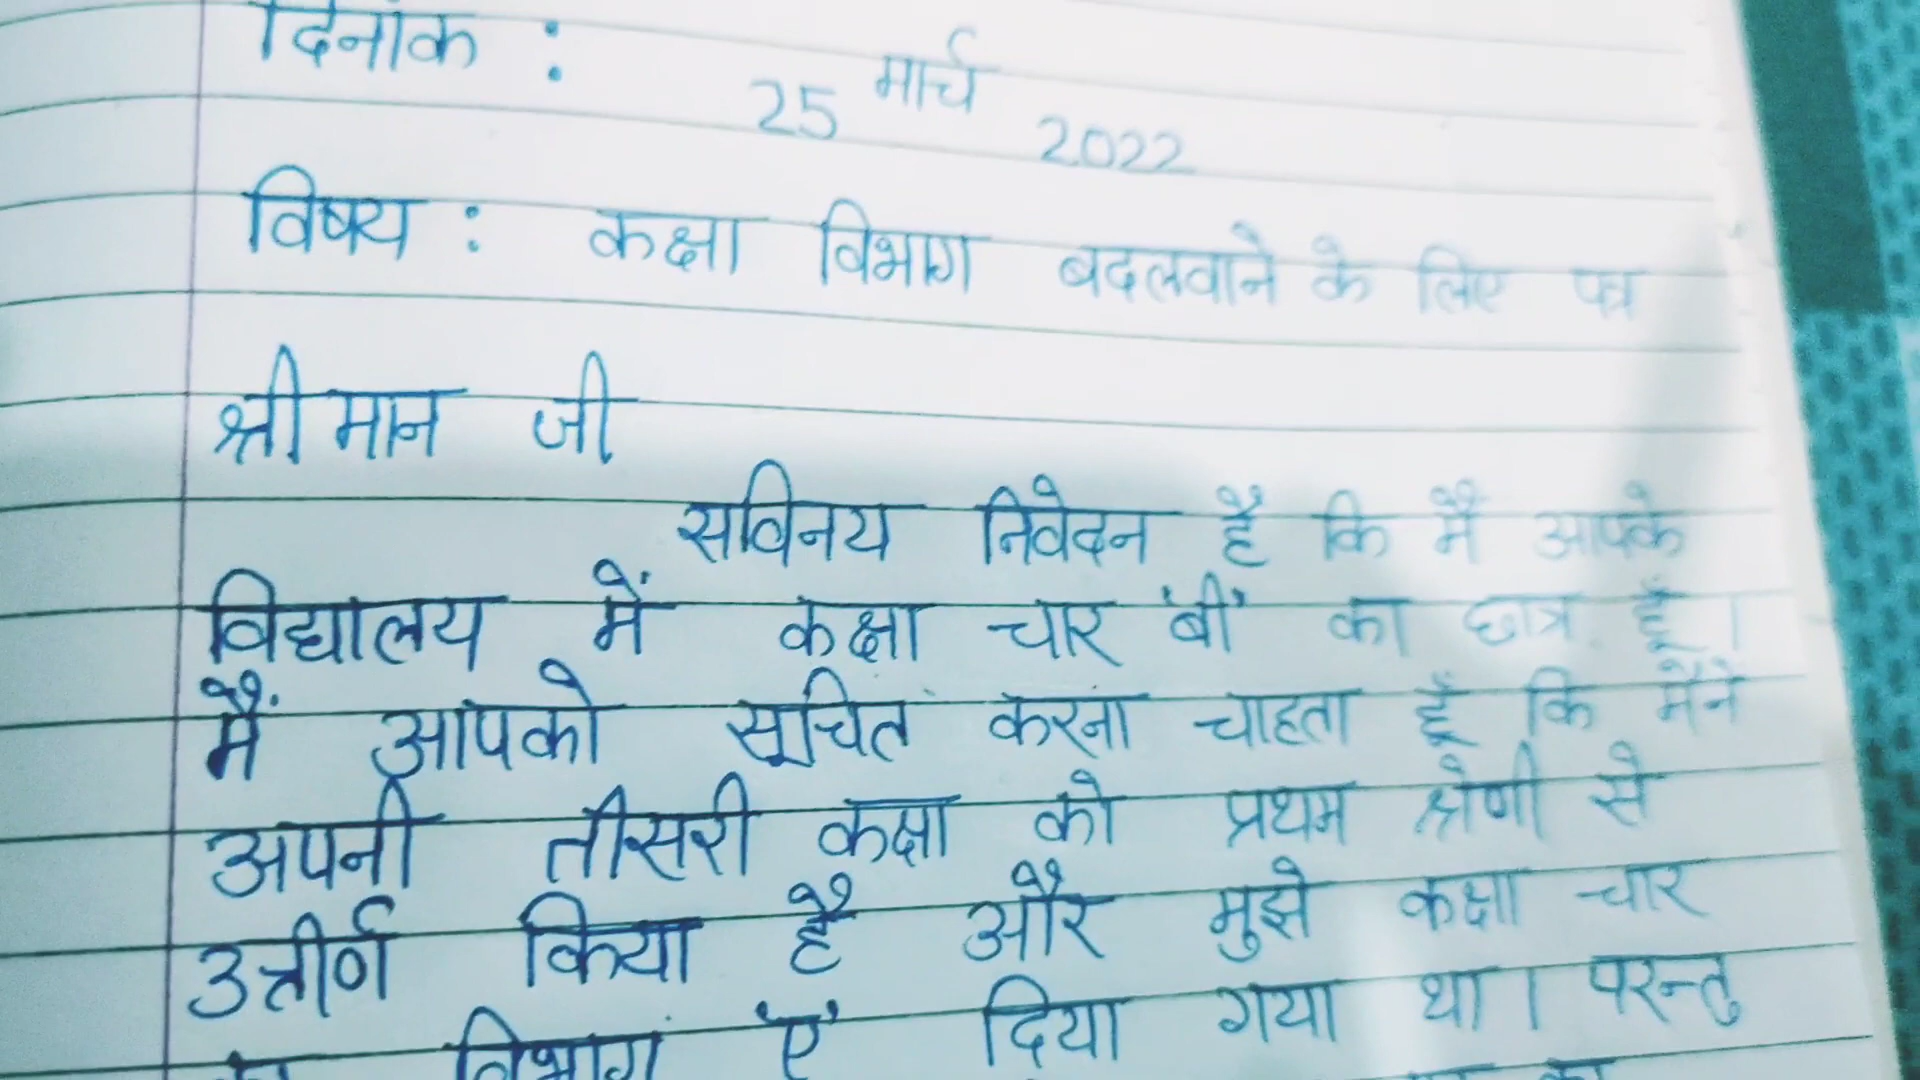 दिनांक :
25 मार्च 2022
विषय : कक्षा विभाग बदलवाने के लिए पत्र
श्रीमान जी
सविनय निवेदन है कि मैं आपके
विद्यालय में कक्षा चार 'बी' का छात्र हूँ।
मैं आपको सूचित करना चाहता हूँ कि मैंने
अपनी तीसरी कक्षा को प्रथम श्रेणी से
उत्तीर्ण किया है और मुझे कक्षा चार
विभाग 'ए' दिया गया था। परन्तु